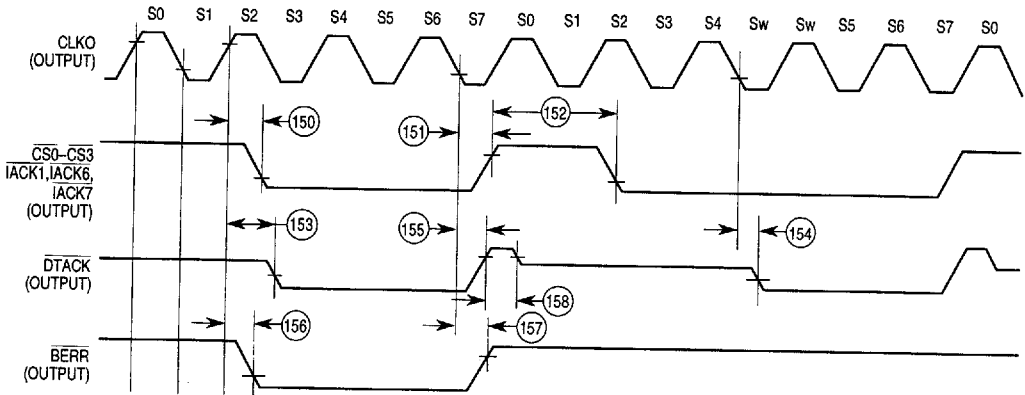 S0 S1 S2 S3 S4 S5 S6 S7 S0 S1 S2 S3 S4 Sw Sw S5 S6 S7 S0
CLKO
(OUTPUT)
150
151
152
CS0–CS3
IACK1,IACK6,
IACK7
(OUTPUT)
153
155
154
DTACK
(OUTPUT)
158
156
157
BERR
(OUTPUT)